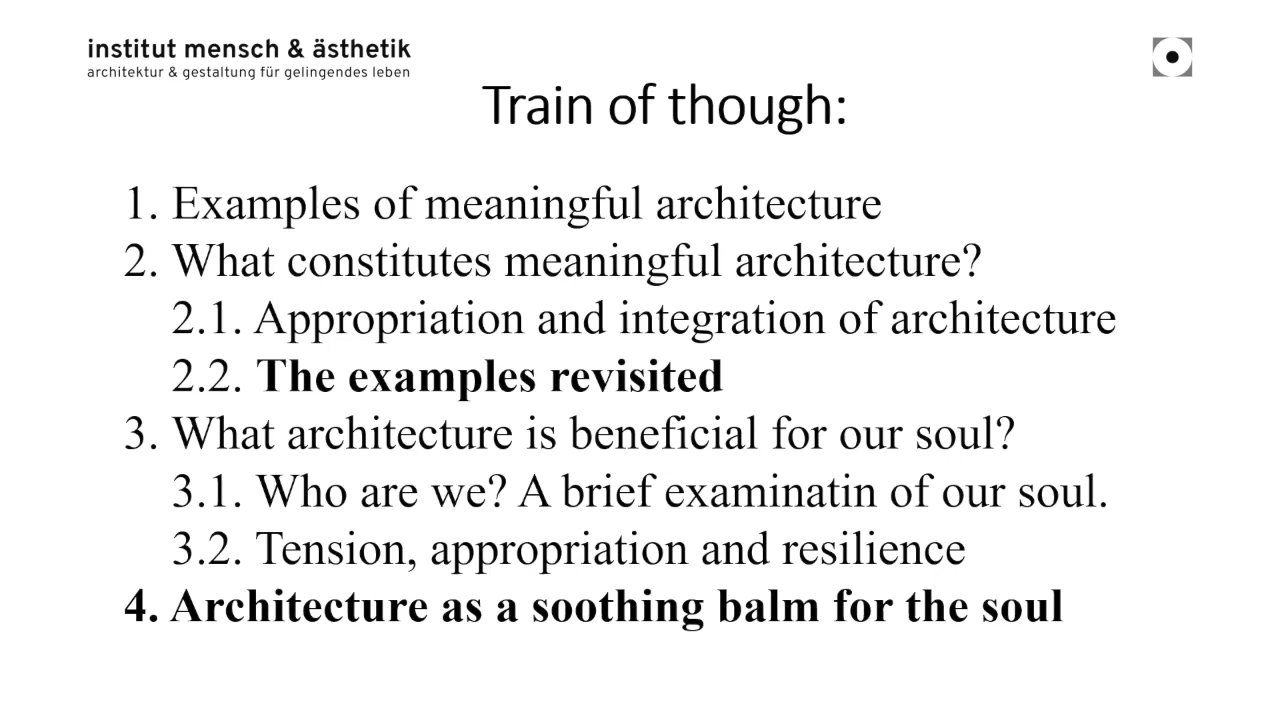 institut mensch & ästhetik
architektur & gestaltung für gelingendes leben
Train of though:
1. Examples of meaningful architecture
2. What constitutes meaningful architecture?
2.1. Appropriation and integration of architecture
2.2. The examples revisited
3. What architecture is beneficial for our soul?
3.1. Who are we? A brief examinatin of our soul.
3.2. Tension, appropriation and resilience
4. Architecture as a soothing balm for the soul